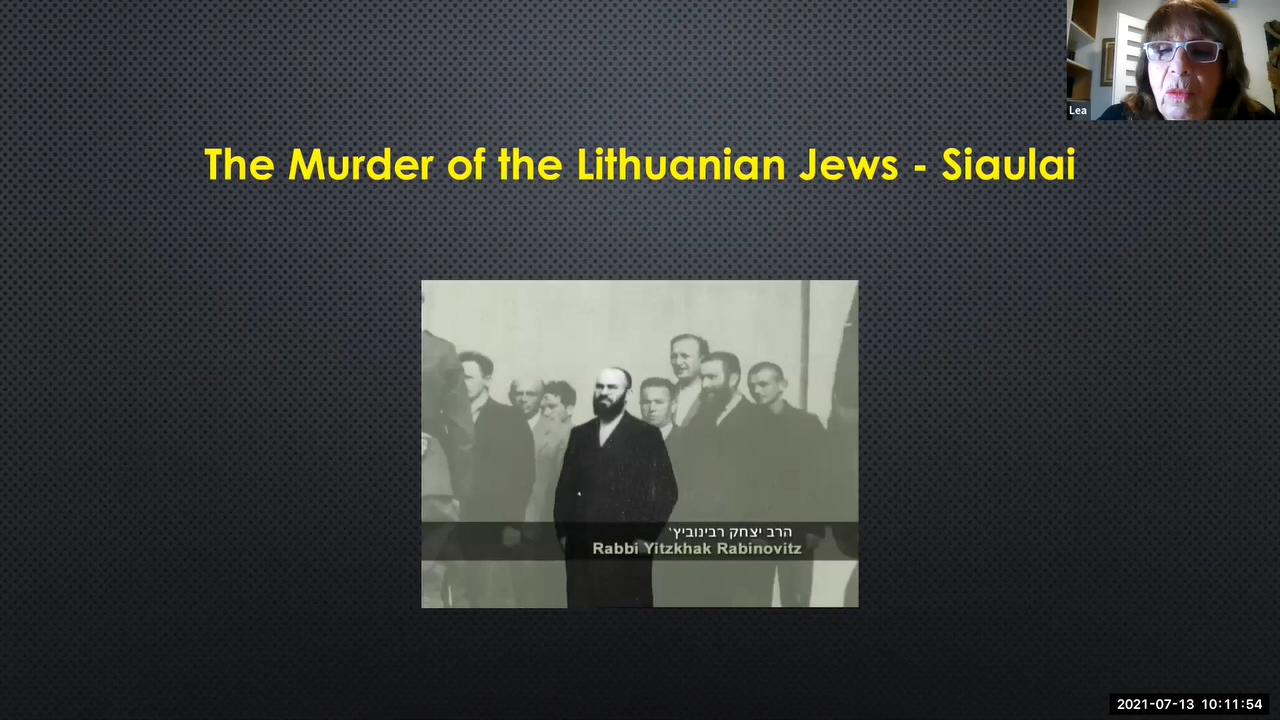 Lea
The Murder of the Lithuanian Jews - Siaulai
הרב יצחק רבינוביץ'
Rabbi Yitzkhak Rabinovitz
2021-07-13 10:11:54